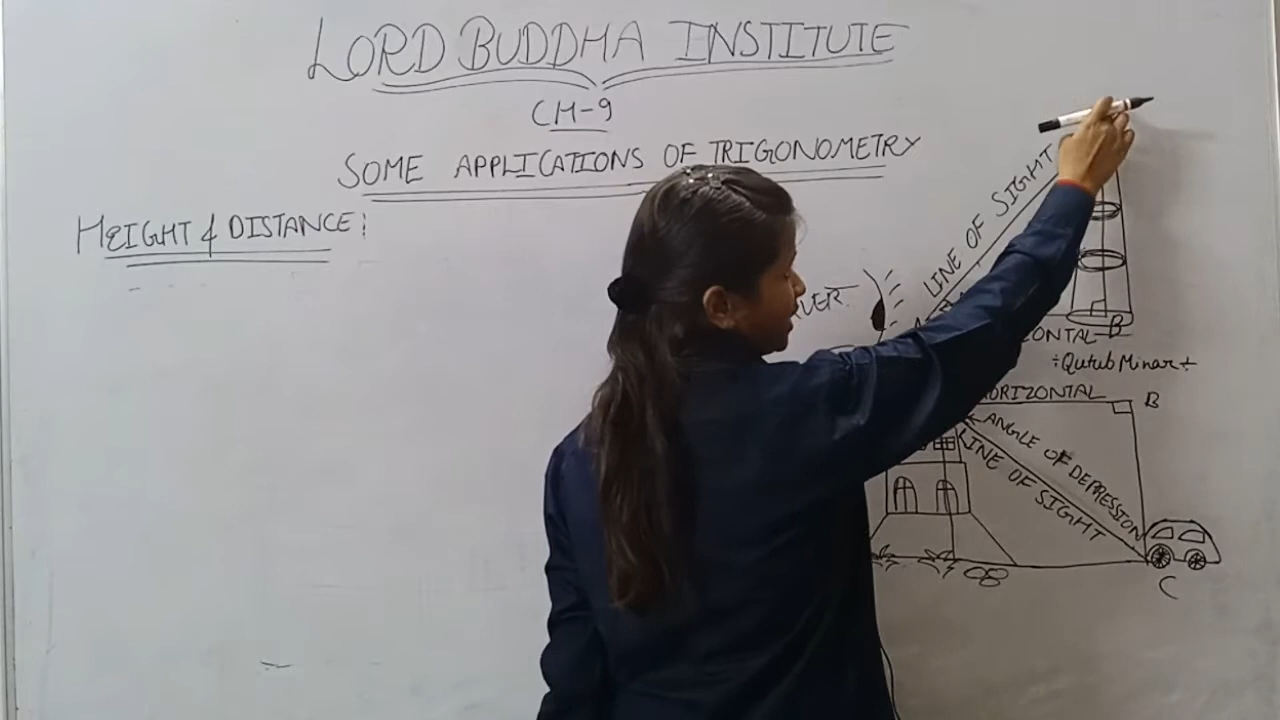 LORD BUDDHA INSTITUTE
CH-9
SOME APPLICATIONS OF TRIGONOMETRY
HEIGHT & DISTANCE :
LINE OF SIGHT
B
÷Qutub Minar÷
HORIZONTAL
B
ANGLE OF DEPRESSION
LINE OF SIGHT
C